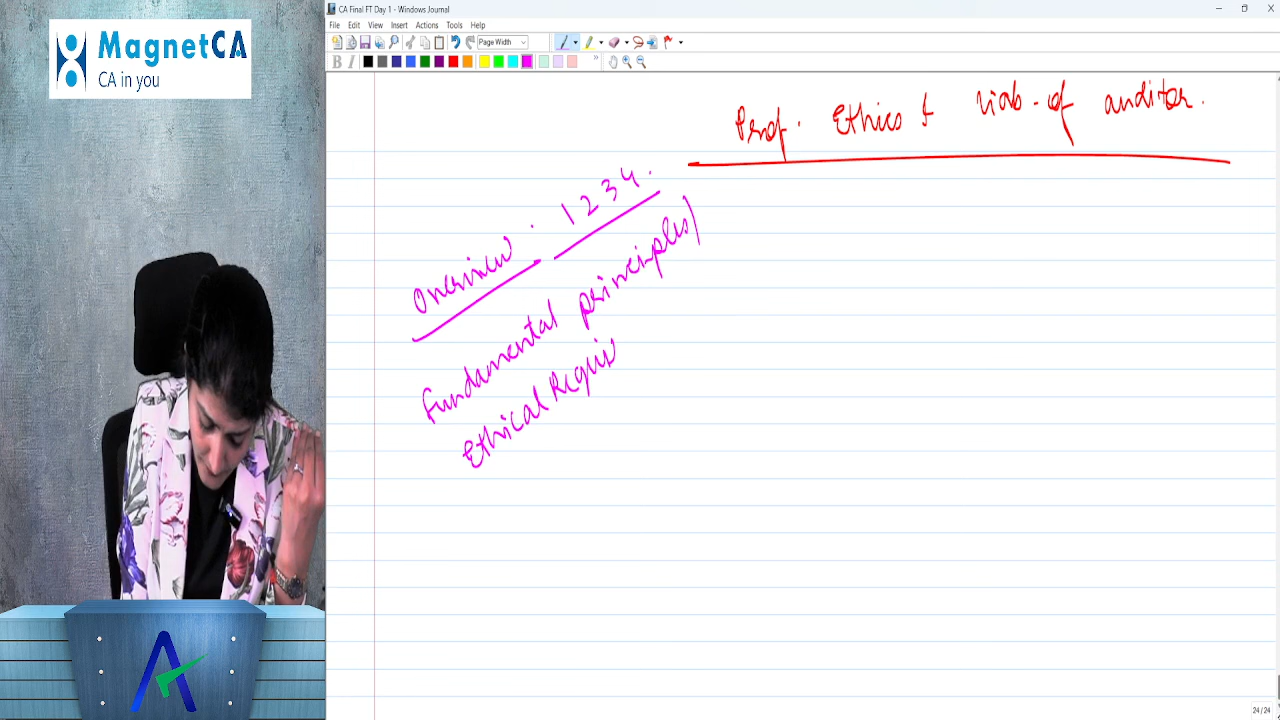 MagnetCA
CA in you
CA Final FT Day 1 - Windows Journal
File Edit View Insert Actions Tools Help
Page Width
B I
Prof. Ethics & Liab. of auditor.
Overview . 1 2 3 4 .
Fundamental principles)
Ethical Requir
24 / 24